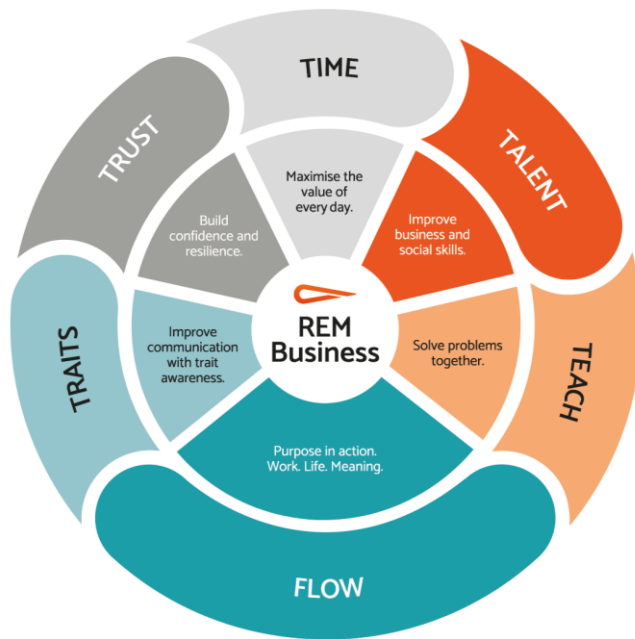 TIME
TALENT
TEACH
FLOW
TRAITS
TRUST
Maximise the
value of
every day.
Improve
business and
social skills.
Solve problems
together.
Purpose in action.
Work. Life. Meaning.
Improve
communication
with trait
awareness.
Build
confidence and
resilience.
REM
Business